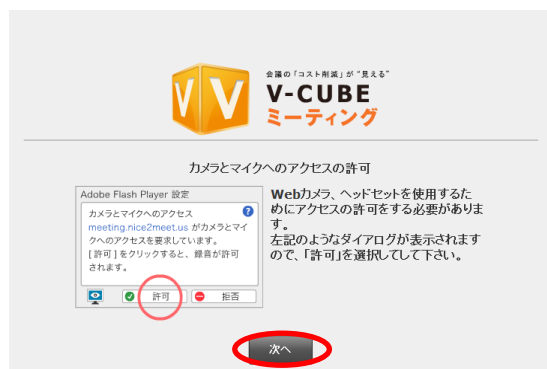 会議の「コスト削減」が"見える"
V-CUBE
ミーティング
カメラとマイクへのアクセスの許可
Adobe Flash Player 設定
カメラとマイクへのアクセス
meeting.nice2meet.us がカメラとマイ
クへのアクセスを要求しています。
[ 許可 ] をクリックすると、録音が許可
されます。
許可
拒否
Webカメラ、ヘッドセットを使用するた
めにアクセスの許可をする必要がありま
す。
左記のようなダイアログが表示されます
ので、「許可」を選択してして下さい。
次へ